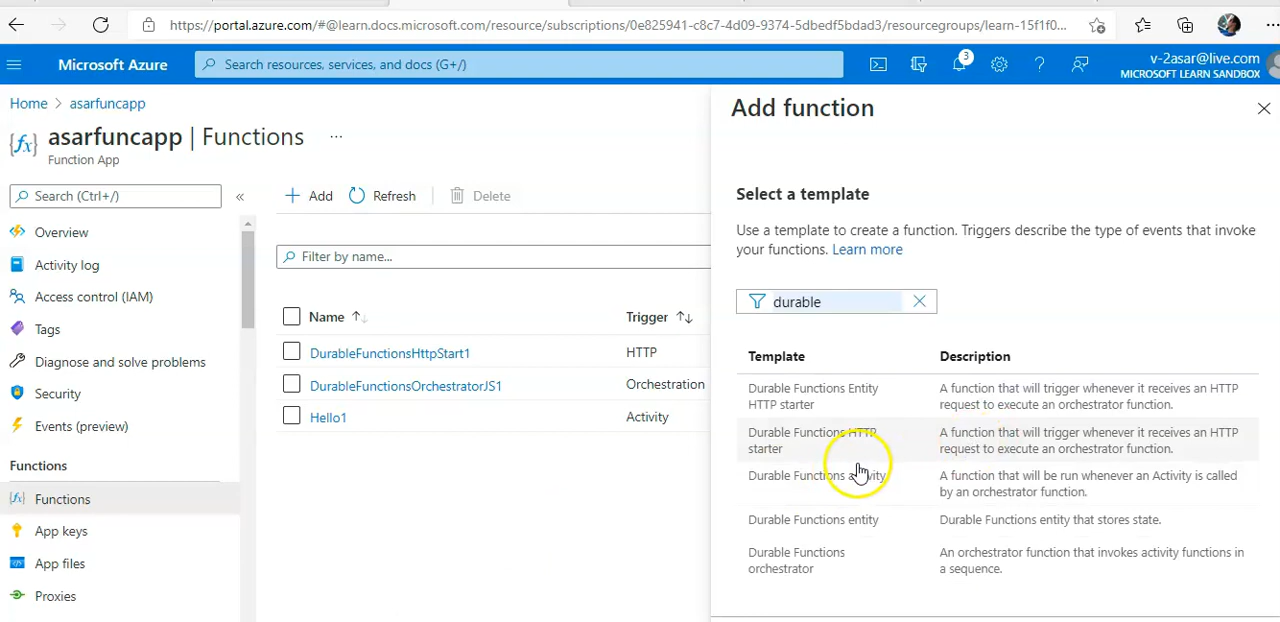 https://portal.azure.com/#@learn.docs.microsoft.com/resource/subscriptions/0e825941-c8c7-4d09-9374-5dbedf5bdad3/resourcegroups/learn-15f1f0...
Microsoft Azure
Search resources, services, and docs (G+/)
3
v-2asar@live.com
MICROSOFT LEARN SANDBOX
Home > asarfuncapp
asarfuncapp | Functions ...
Function App
Search (Ctrl+/)
«
Overview
Activity log
Access control (IAM)
Tags
Diagnose and solve problems
Security
Events (preview)
Functions
Functions
App keys
App files
Proxies
Add
Refresh
Delete
Filter by name...
Name ↑↓ Trigger ↑↓
DurableFunctionsHttpStart1 HTTP
DurableFunctionsOrchestratorJS1 Orchestration
Hello1 Activity
Add function
Select a template
Use a template to create a function. Triggers describe the type of events that invoke
your functions. Learn more
durable
Template Description
Durable Functions Entity A function that will trigger whenever it receives an HTTP
HTTP starter request to execute an orchestrator function.
Durable Functions HTTP A function that will trigger whenever it receives an HTTP
starter request to execute an orchestrator function.
Durable Functions activity A function that will be run whenever an Activity is called
by an orchestrator function.
Durable Functions entity Durable Functions entity that stores state.
Durable Functions An orchestrator function that invokes activity functions in
orchestrator a sequence.